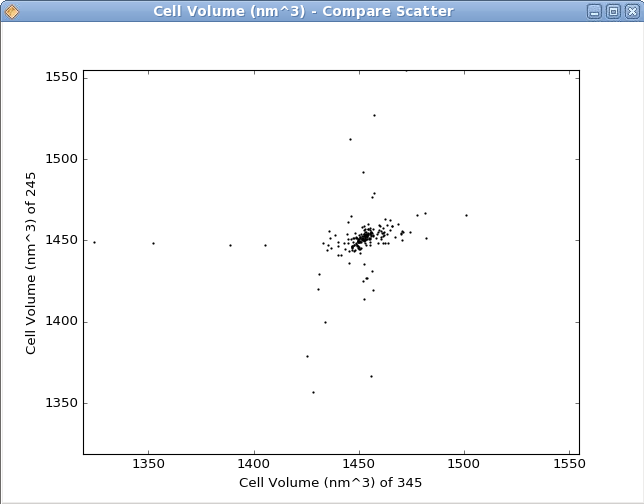 Cell Volume (nm^3) - Compare Scatter
1550
1500
1450
1400
1350
Cell Volume (nm^3) of 245
1350 1400 1450 1500 1550
Cell Volume (nm^3) of 345